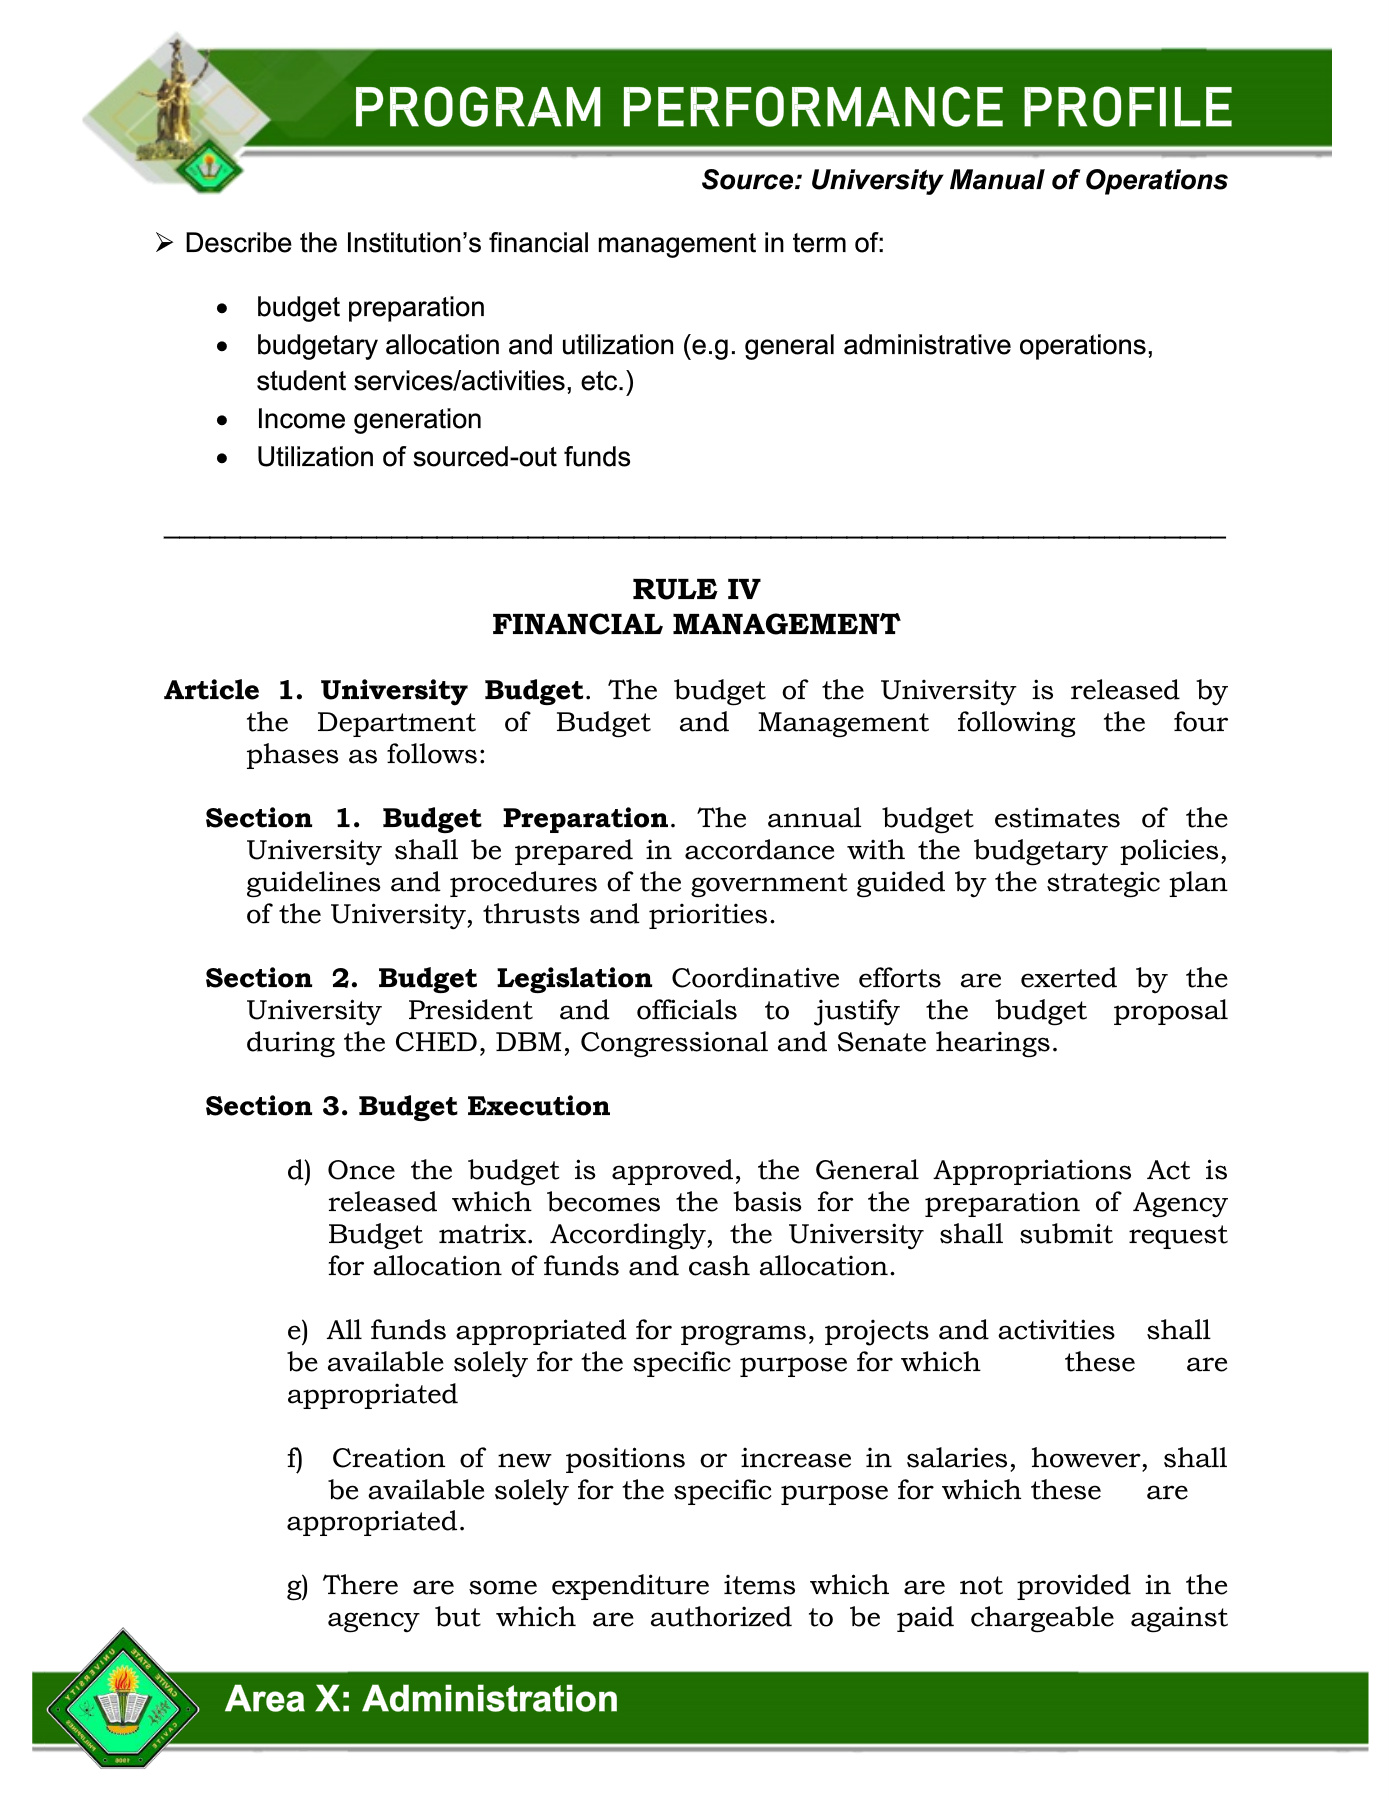 PROGRAM PERFORMANCE PROFILE
Source: University Manual of Operations
➢ Describe the Institution’s financial management in term of:
• budget preparation
• budgetary allocation and utilization (e.g. general administrative operations,
student services/activities, etc.)
• Income generation
• Utilization of sourced-out funds
RULE IV
FINANCIAL MANAGEMENT
Article 1. University Budget. The budget of the University is released by
the Department of Budget and Management following the four
phases as follows:
Section 1. Budget Preparation. The annual budget estimates of the
University shall be prepared in accordance with the budgetary policies,
guidelines and procedures of the government guided by the strategic plan
of the University, thrusts and priorities.
Section 2. Budget Legislation Coordinative efforts are exerted by the
University President and officials to justify the budget proposal
during the CHED, DBM, Congressional and Senate hearings.
Section 3. Budget Execution
d) Once the budget is approved, the General Appropriations Act is
released which becomes the basis for the preparation of Agency
Budget matrix. Accordingly, the University shall submit request
for allocation of funds and cash allocation.
e) All funds appropriated for programs, projects and activities shall
be available solely for the specific purpose for which these are
appropriated
f) Creation of new positions or increase in salaries, however, shall
be available solely for the specific purpose for which these are
appropriated.
g) There are some expenditure items which are not provided in the
agency but which are authorized to be paid chargeable against
CAVITE STATE UNIVERSITY
CAVITE PHILIPPINES
Area X: Administration